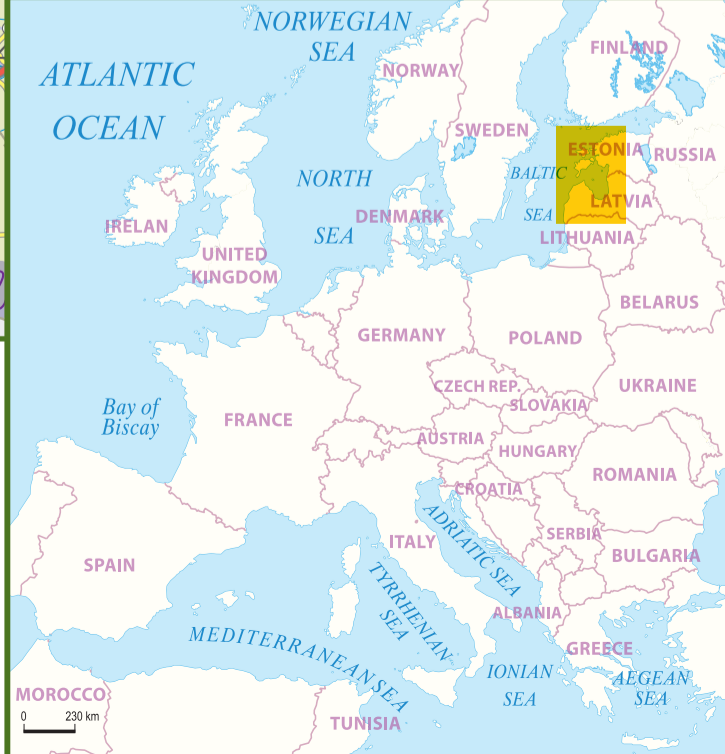 NORWEGIAN
SEA
ATLANTIC
OCEAN
NORWAY
FINLAND
SWEDEN
ESTONIA
RUSSIA
BALTIC
SEA
LATVIA
NORTH
SEA
DENMARK
IRELAN
LITHUANIA
UNITED
KINGDOM
BELARUS
GERMANY
POLAND
CZECH REP.
UKRAINE
SLOVAKIA
Bay of
Biscay
FRANCE
AUSTRIA
HUNGARY
ROMANIA
CROATIA
SERBIA
ITALY
ADRIATIC SEA
BULGARIA
SPAIN
TYRRHENIAN
SEA
ALBANIA
MEDITERRANEAN SEA
GREECE
IONIAN
SEA
AEGEAN
SEA
MOROCCO
0 230 km
TUNISIA